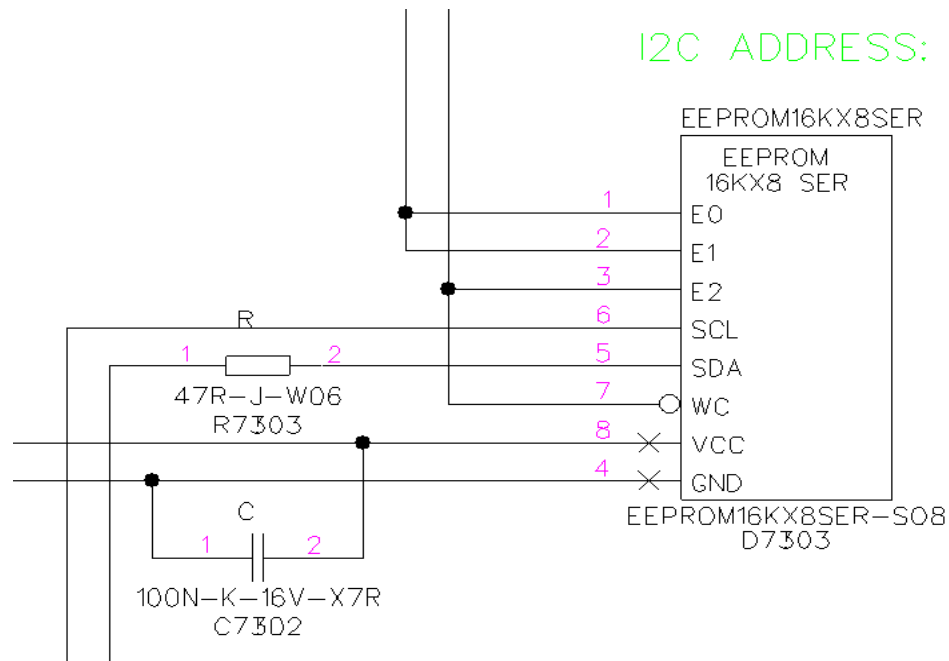 I2C ADDRESS:
EEPROM16KX8SER
EEPROM
16KX8 SER
1 E0
2 E1
3 E2
R 6 SCL
1 2 5 SDA
47R-J-W06 7 WC
R7303
8 VCC
4 GND
C EEPROM16KX8SER-SO8
D7303
1 2
100N-K-16V-X7R
C7302